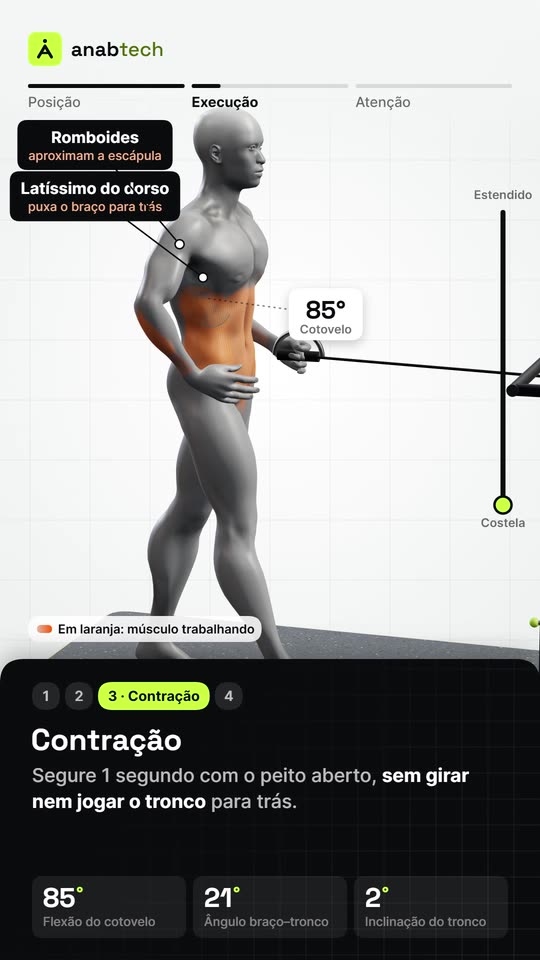 anabtech
Posição
Execução
Atenção
Romboides
aproximam a escápula
Latíssimo do dorso
puxa o braço para trás
Estendido
85°
Cotovelo
Costela
Em laranja: músculo trabalhando
1
2
3 · Contração
4
Contração
Segure 1 segundo com o peito aberto, sem girar
nem jogar o tronco para trás.
85°
Flexão do cotovelo
21°
Ângulo braço–tronco
2°
Inclinação do tronco